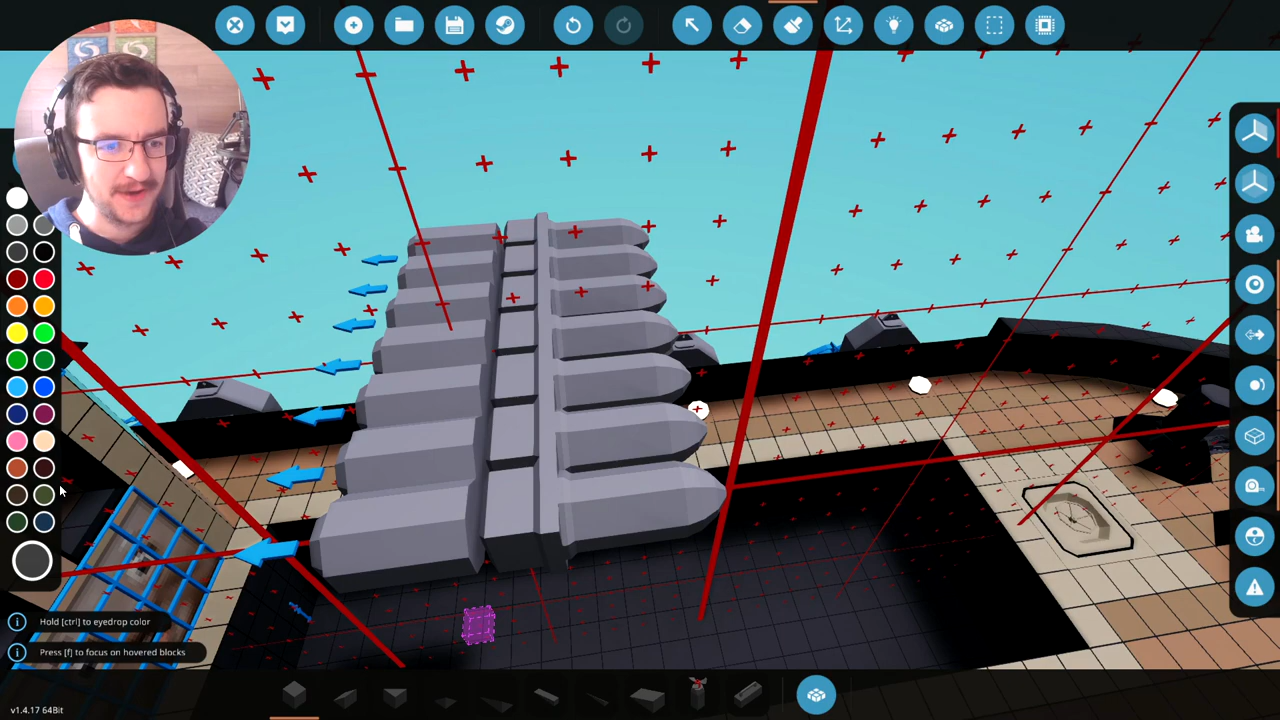 Hold [ctrl] to eyedrop color
Press [f] to focus on hovered blocks
v1.4.17 64Bit